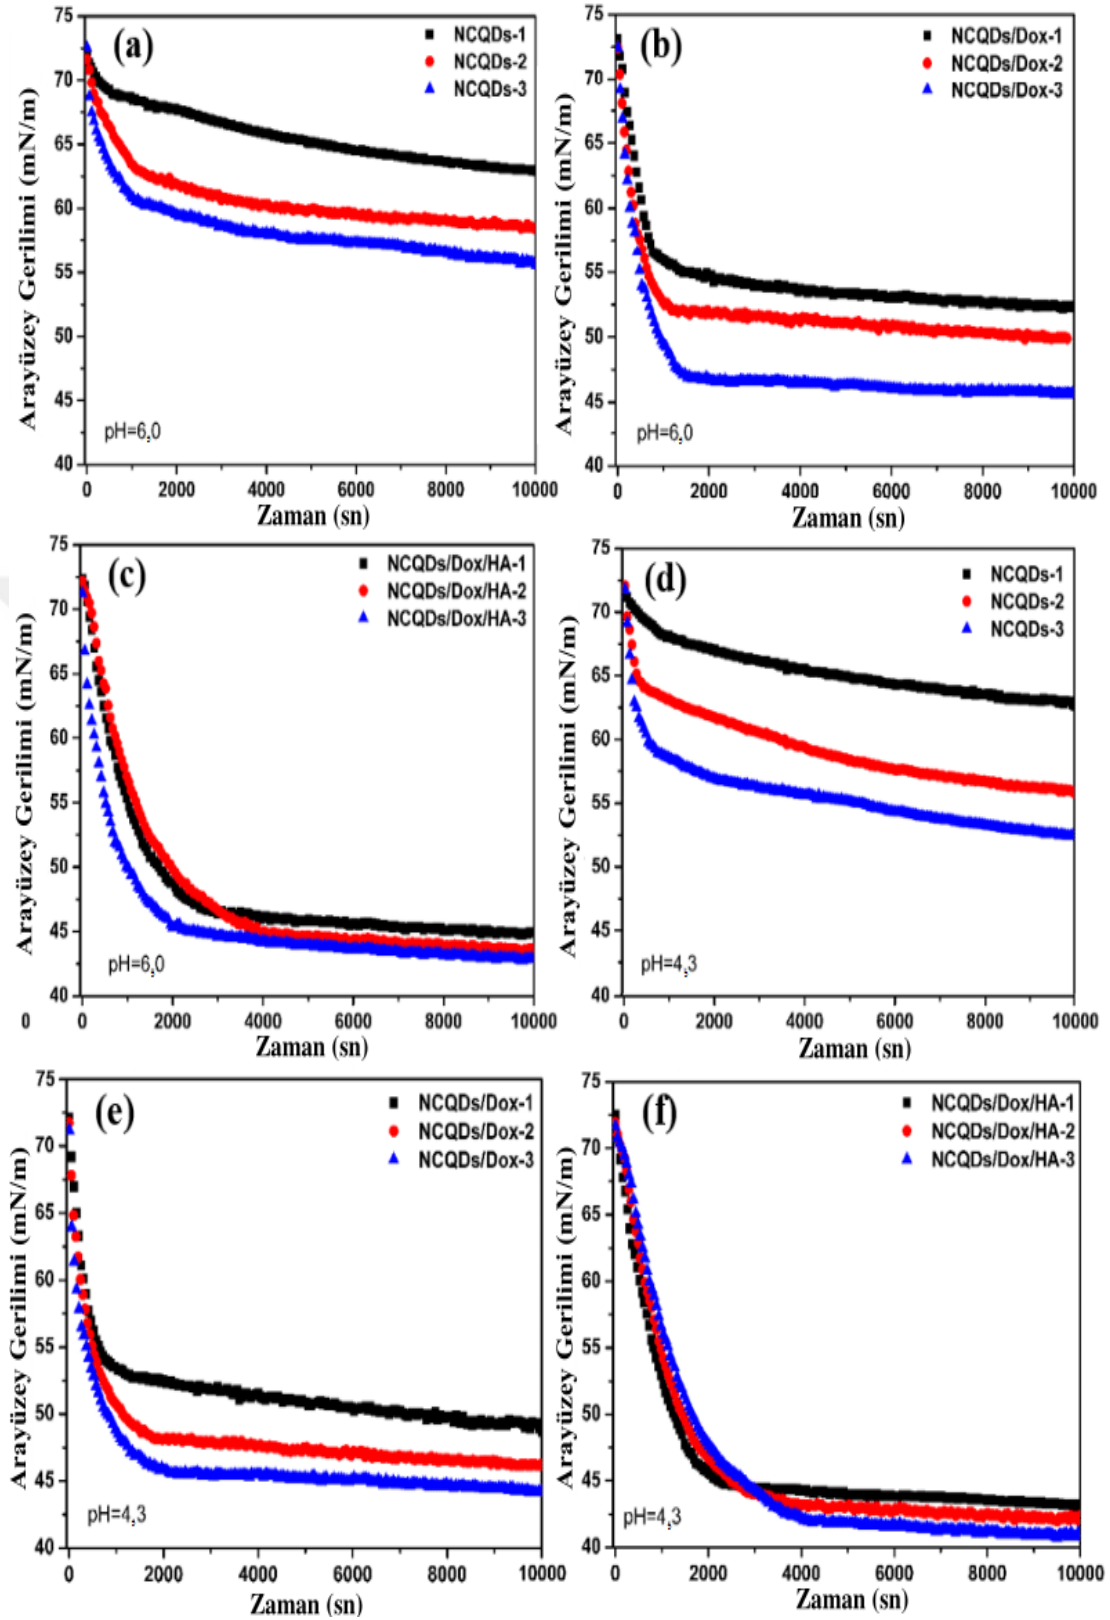 (a)
NCQDs-1
NCQDs-2
NCQDs-3
Arayüzey Gerilimi (mN/m)
75
70
65
60
55
50
45
40
pH=6,0
0 2000 4000 6000 8000 10000
Zaman (sn)
(b)
NCQDs/Dox-1
NCQDs/Dox-2
NCQDs/Dox-3
Arayüzey Gerilimi (mN/m)
75
70
65
60
55
50
45
40
pH=6,0
0 2000 4000 6000 8000 10000
Zaman (sn)
(c)
NCQDs/Dox/HA-1
NCQDs/Dox/HA-2
NCQDs/Dox/HA-3
Arayüzey Gerilimi (mN/m)
75
70
65
60
55
50
45
40
pH=6,0
0 0 2000 4000 6000 8000 10000
Zaman (sn)
(d)
NCQDs-1
NCQDs-2
NCQDs-3
Arayüzey Gerilimi (mN/m)
75
70
65
60
55
50
45
40
pH=4,3
0 2000 4000 6000 8000 10000
Zaman (sn)
(e)
NCQDs/Dox-1
NCQDs/Dox-2
NCQDs/Dox-3
Arayüzey Gerilimi (mN/m)
75
70
65
60
55
50
45
40
pH=4,3
0 2000 4000 6000 8000 10000
Zaman (sn)
(f)
NCQDs/Dox/HA-1
NCQDs/Dox/HA-2
NCQDs/Dox/HA-3
Arayüzey Gerilimi (mN/m)
75
70
65
60
55
50
45
40
pH=4,3
0 2000 4000 6000 8000 10000
Zaman (sn)